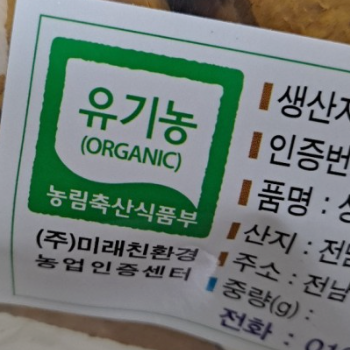 유기농
(ORGANIC)
농림축산식품부
(주)미래친환경
농업인증센터
생산자
인증번
품명 :
산지 : 전남
주소 : 전남
중량(g) :
전화 :